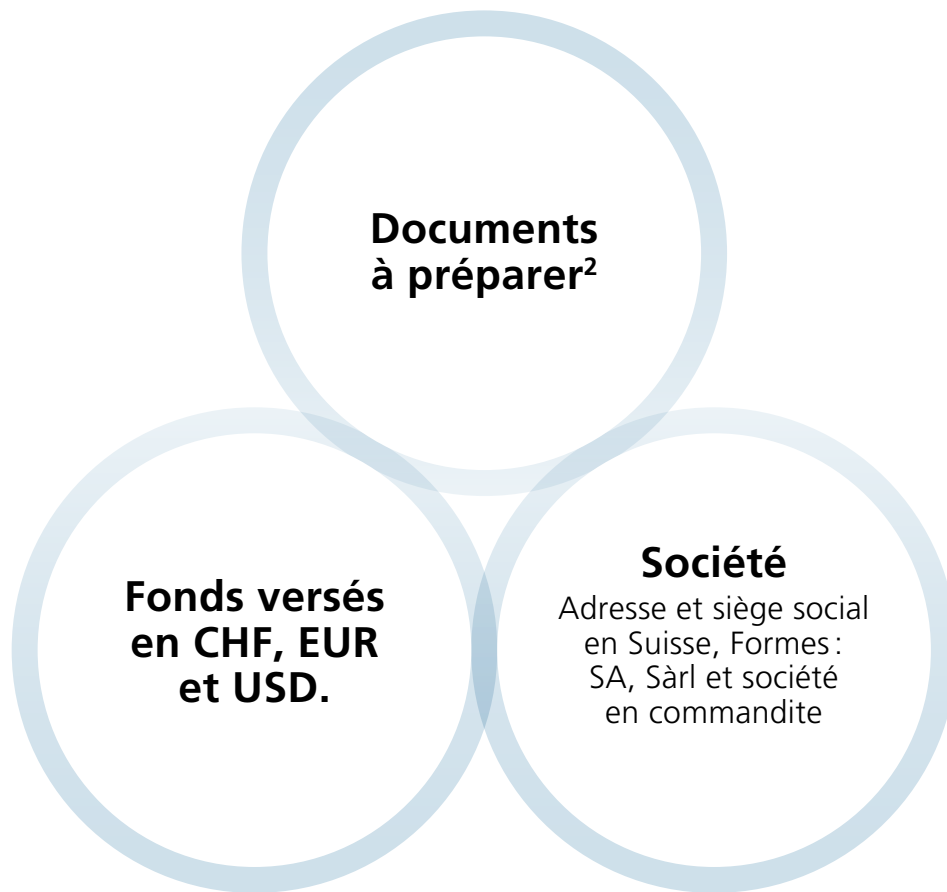 Documents
à préparer²
Fonds versés
en CHF, EUR
et USD.
Société
Adresse et siège social
en Suisse, Formes :
SA, Sàrl et société
en commandite